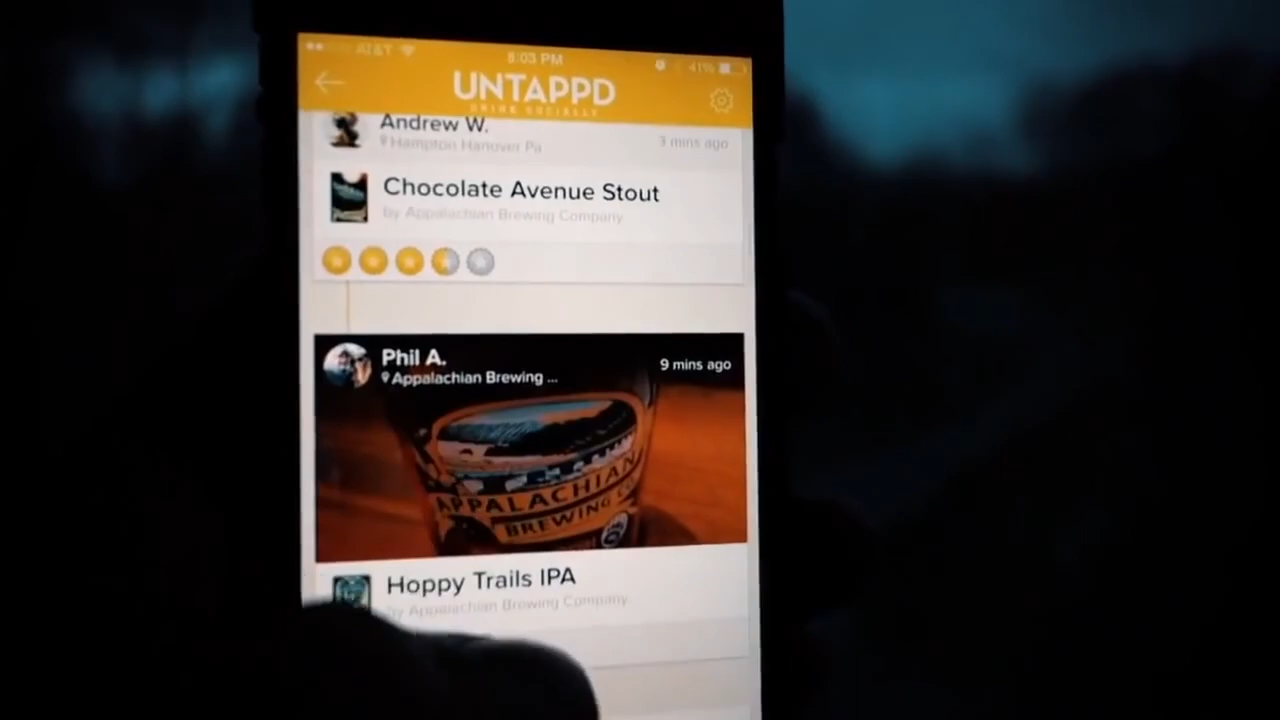 AT&T
8:03 PM
41%
UNTAPPD
DRINK SOCIALLY
Andrew W.
Hampton Hanover Pa
3 mins ago
Chocolate Avenue Stout
by Appalachian Brewing Company
Phil A.
9 mins ago
Appalachian Brewing ...
APPALACHIAN
BREWING CO
Hoppy Trails IPA
by Appalachian Brewing Company